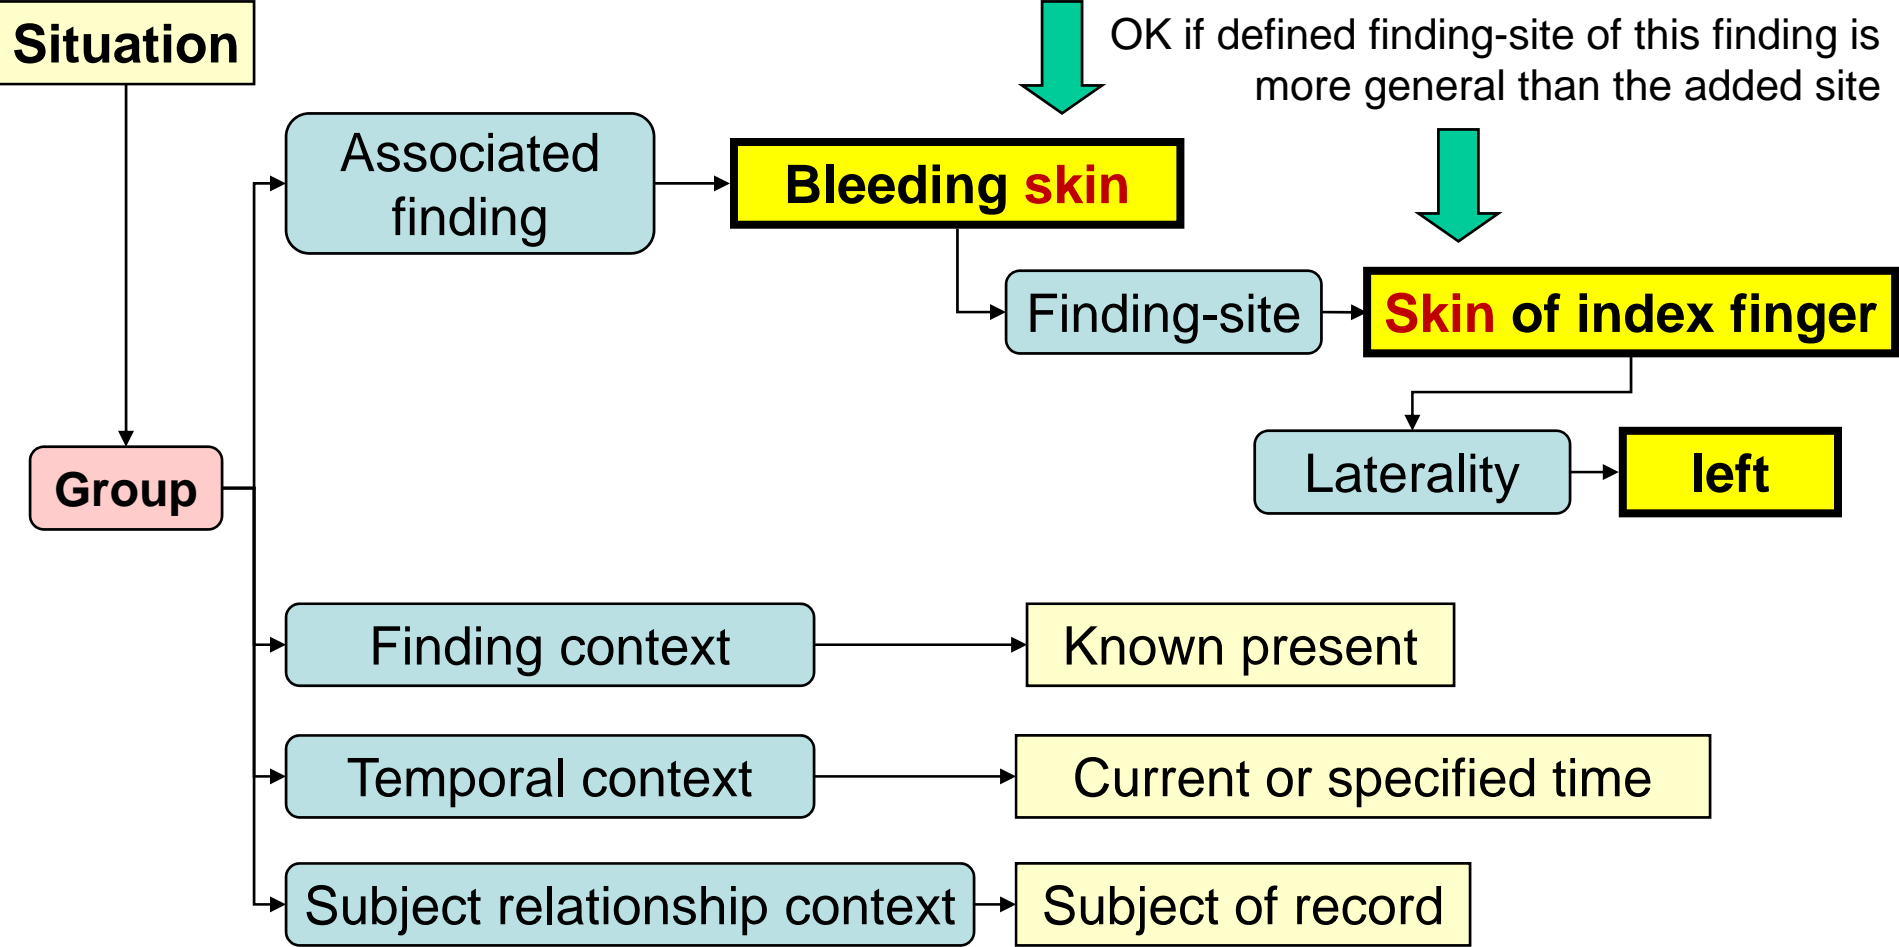 Situation
OK if defined finding-site of this finding is
more general than the added site
Associated
finding
Bleeding skin
Finding-site
Skin of index finger
Laterality
left
Group
Finding context
Known present
Temporal context
Current or specified time
Subject relationship context
Subject of record